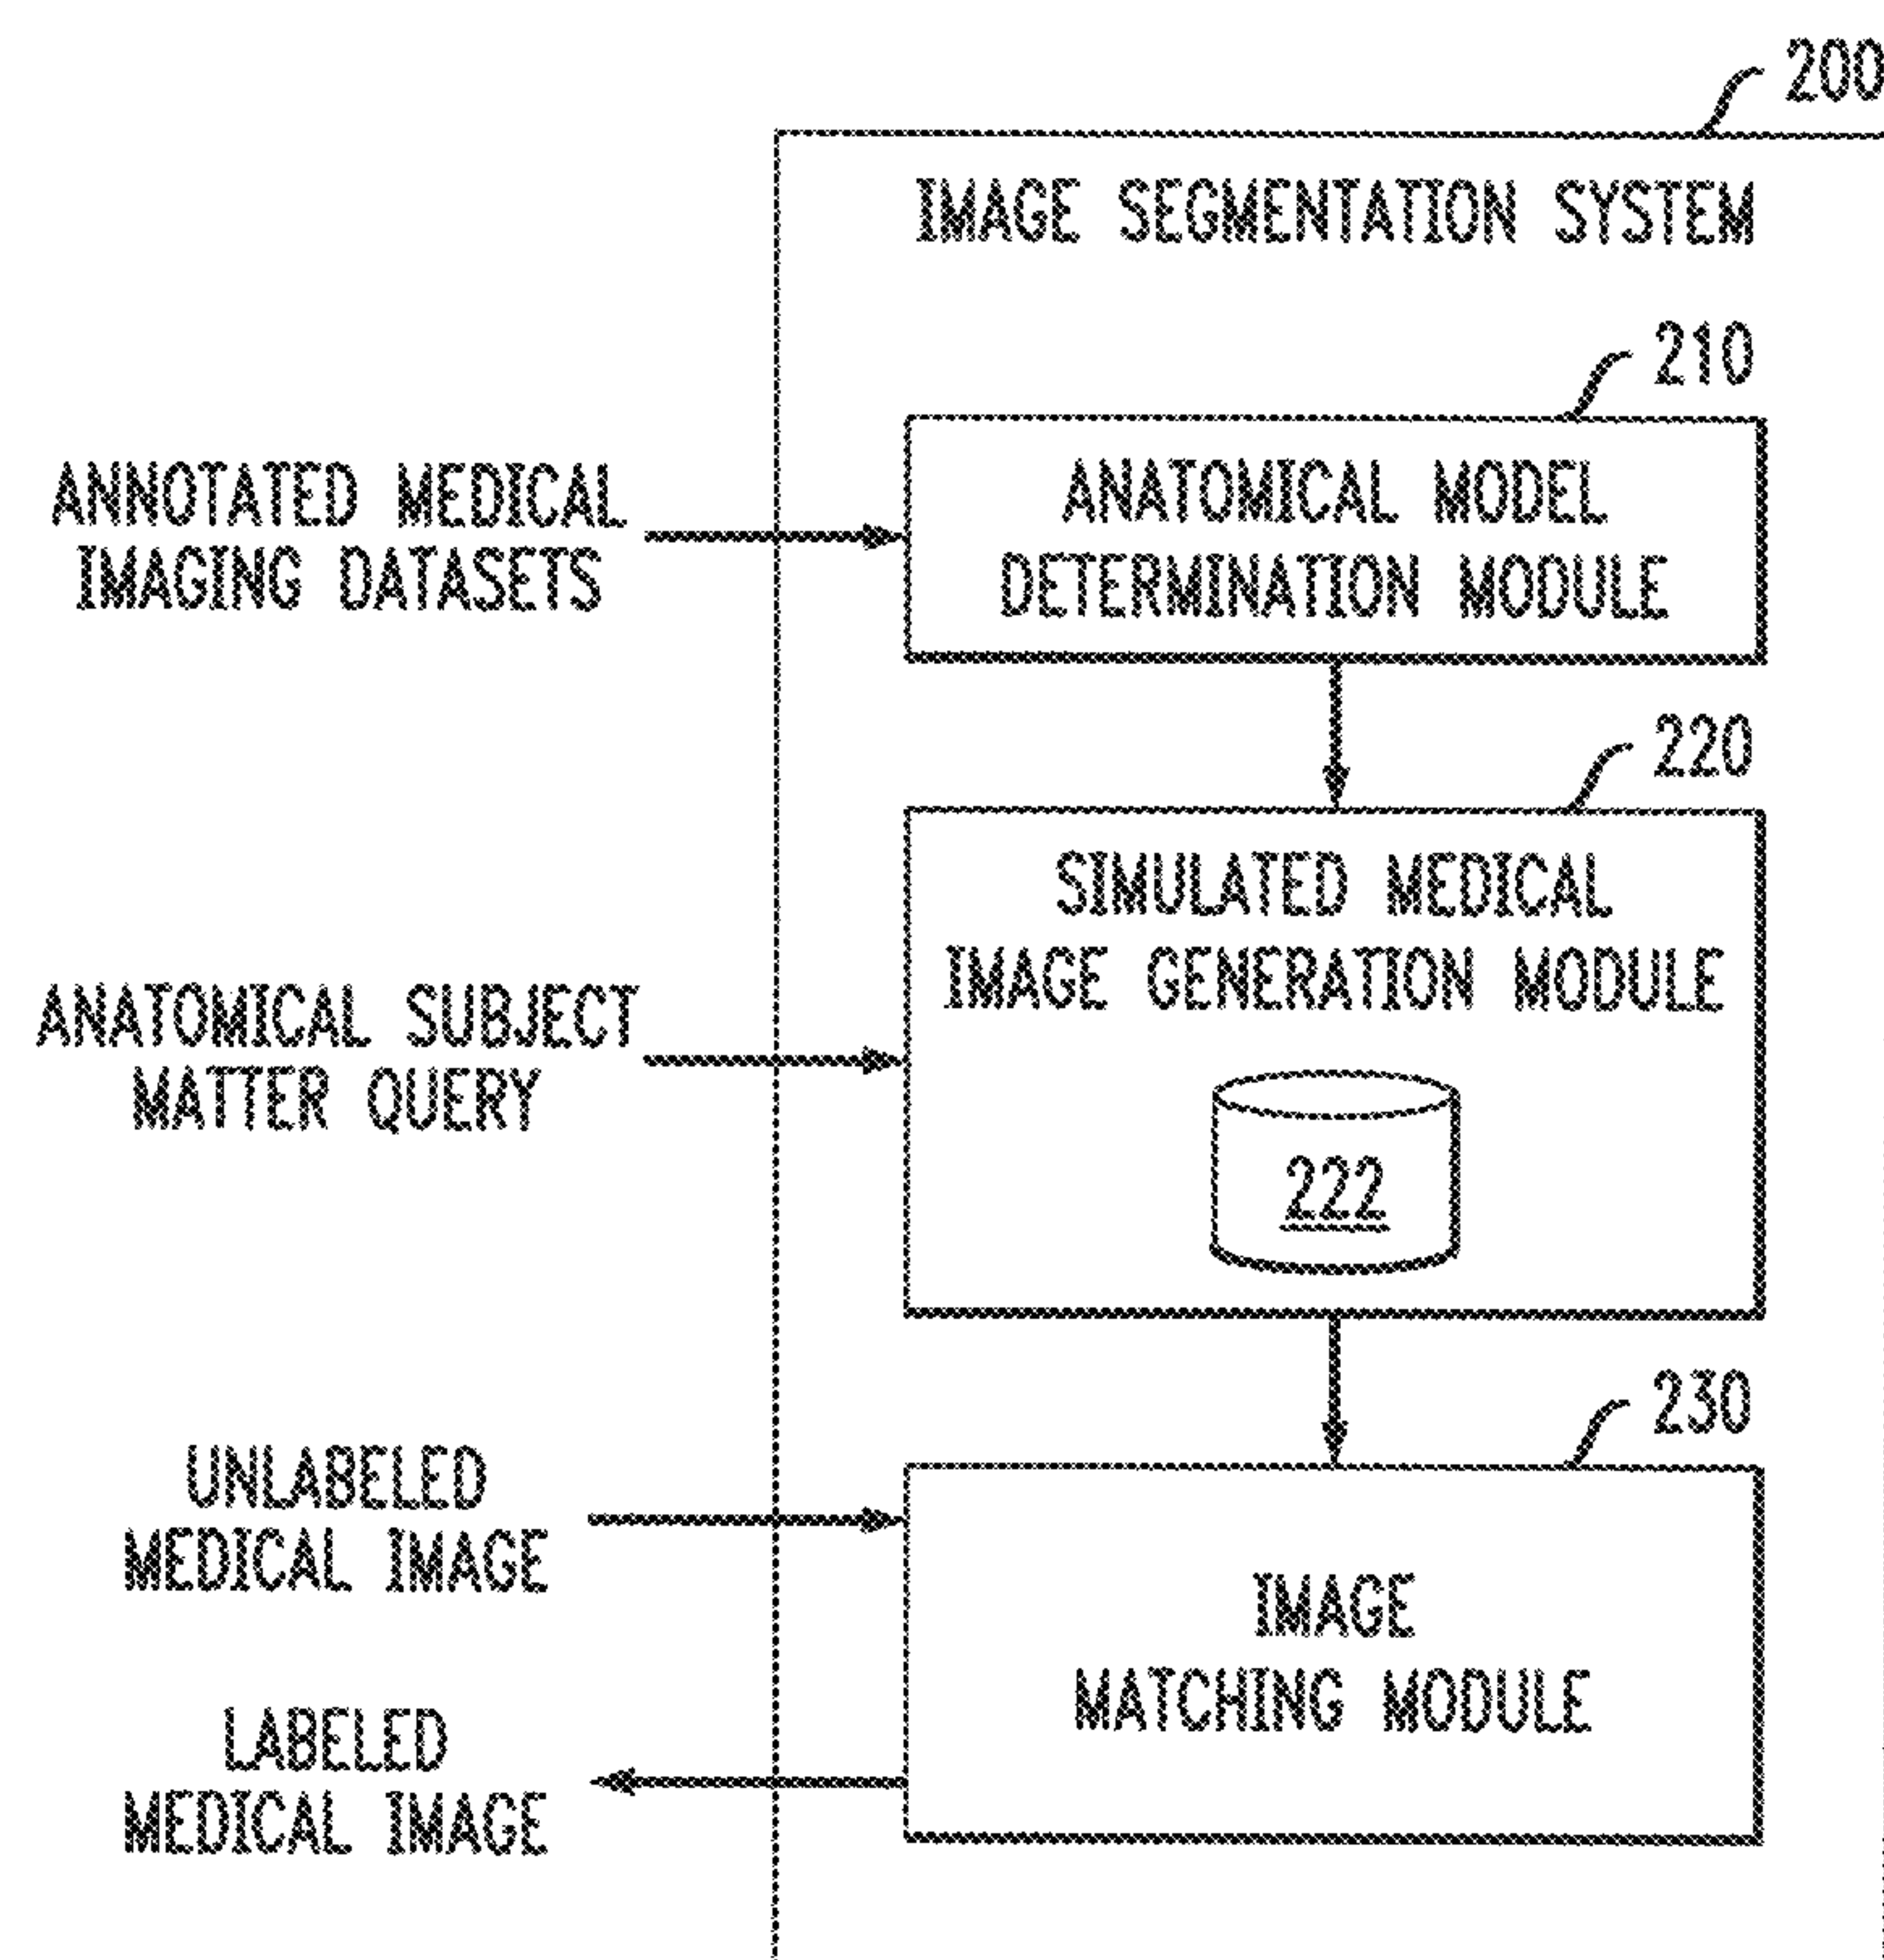 200
IMAGE SEGMENTATION SYSTEM
210
ANNOTATED MEDICAL
IMAGING DATASETS
ANATOMICAL MODEL
DETERMINATION MODULE
220
SIMULATED MEDICAL
IMAGE GENERATION MODULE
ANATOMICAL SUBJECT
MATTER QUERY
222
230
UNLABELED
MEDICAL IMAGE
IMAGE
MATCHING MODULE
LABELED
MEDICAL IMAGE